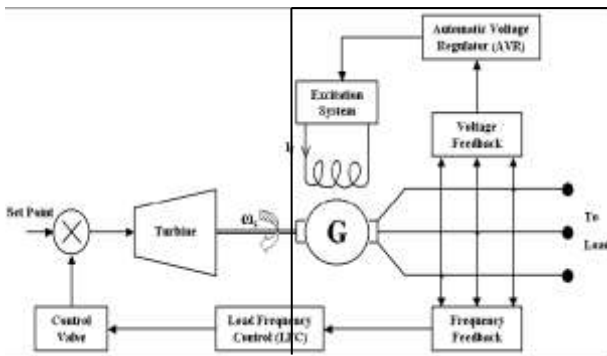 Automatic Voltage
Regulator (AVR)
Excitation
System
Voltage
Feedback
Set Point
Turbine
G
To
Control
Valve
Load Frequency
Control (LFC)
Frequency
Feedback